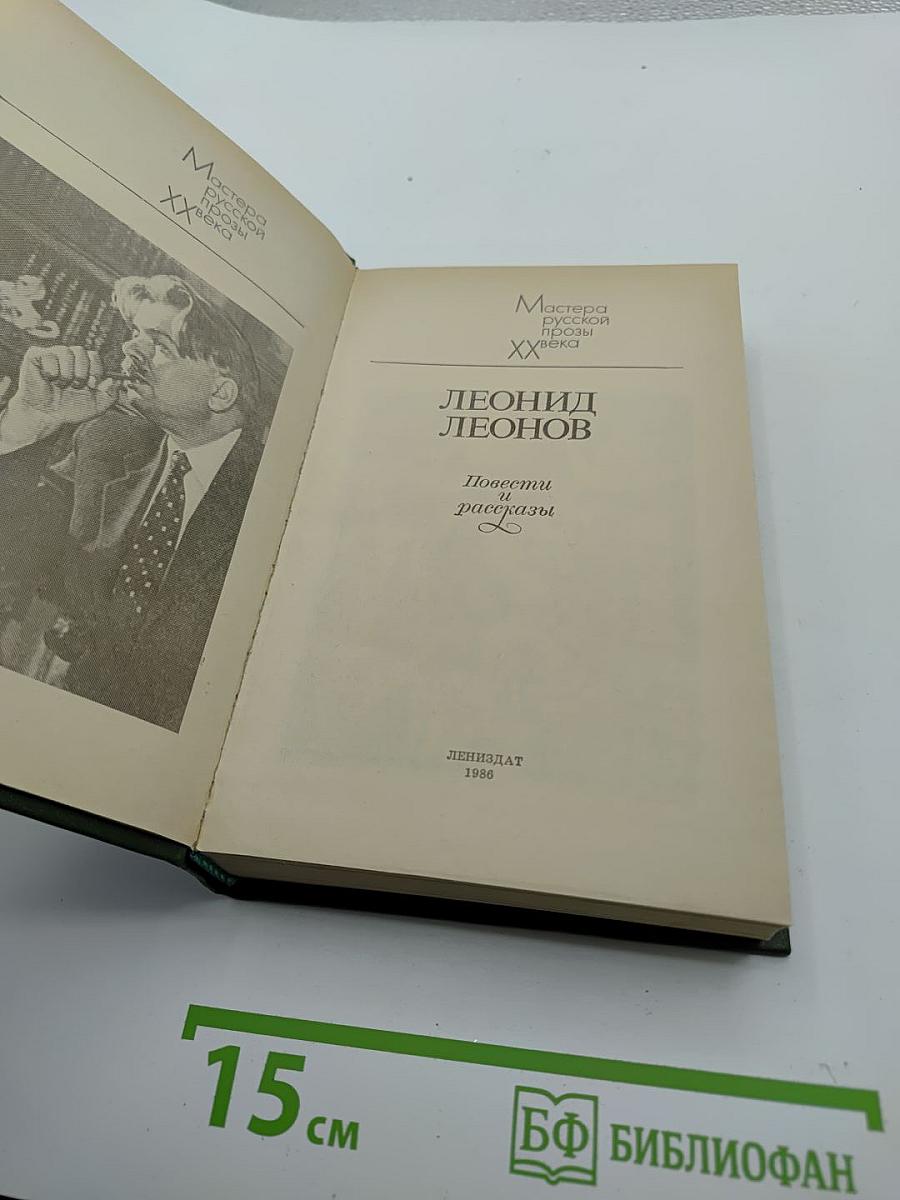 Мастера
русской
прозы
XX века
Мастера
русской
прозы
XX века
ЛЕОНИД
ЛЕОНОВ
Повести
и
рассказы
ЛЕНИЗДАТ
1986
15 см
БФ БИБЛИОФАН